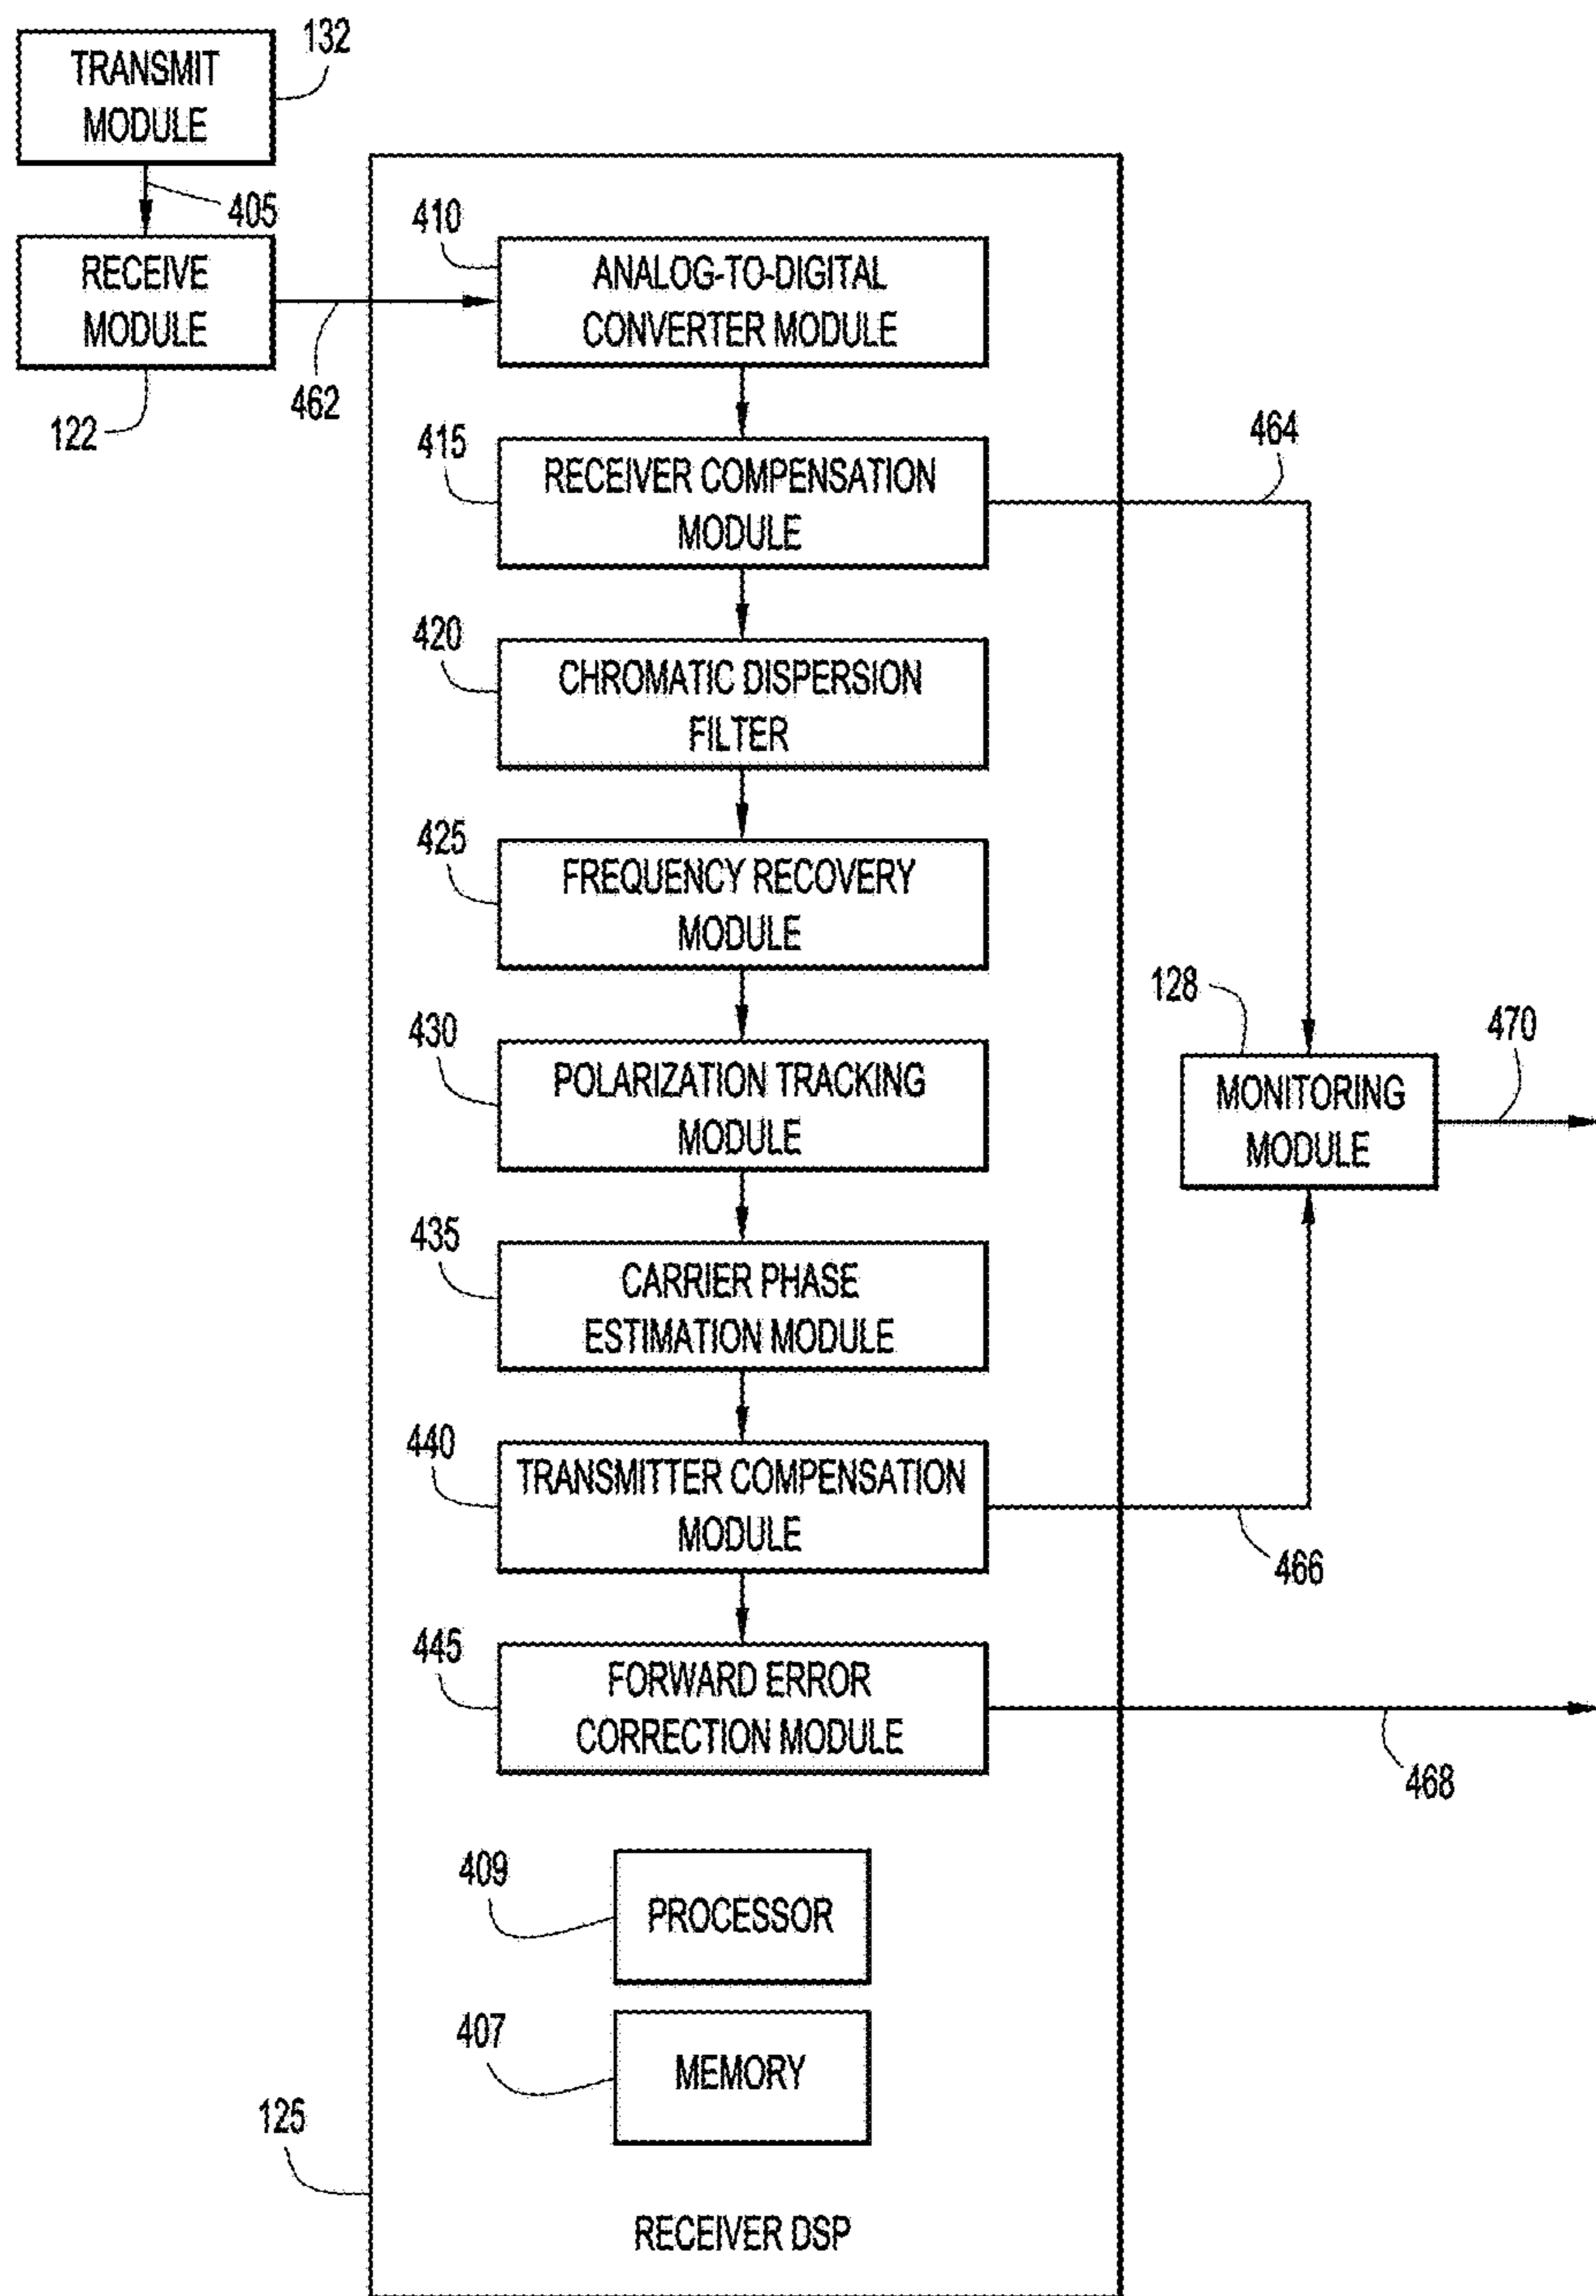 132
TRANSMIT
MODULE
405
RECEIVE
MODULE
122
462
410
ANALOG-TO-DIGITAL
CONVERTER MODULE
415
RECEIVER COMPENSATION
MODULE
464
420
CHROMATIC DISPERSION
FILTER
425
FREQUENCY RECOVERY
MODULE
430
POLARIZATION TRACKING
MODULE
128
MONITORING
MODULE
470
435
CARRIER PHASE
ESTIMATION MODULE
440
TRANSMITTER COMPENSATION
MODULE
466
445
FORWARD ERROR
CORRECTION MODULE
468
409
PROCESSOR
407
MEMORY
125
RECEIVER DSP